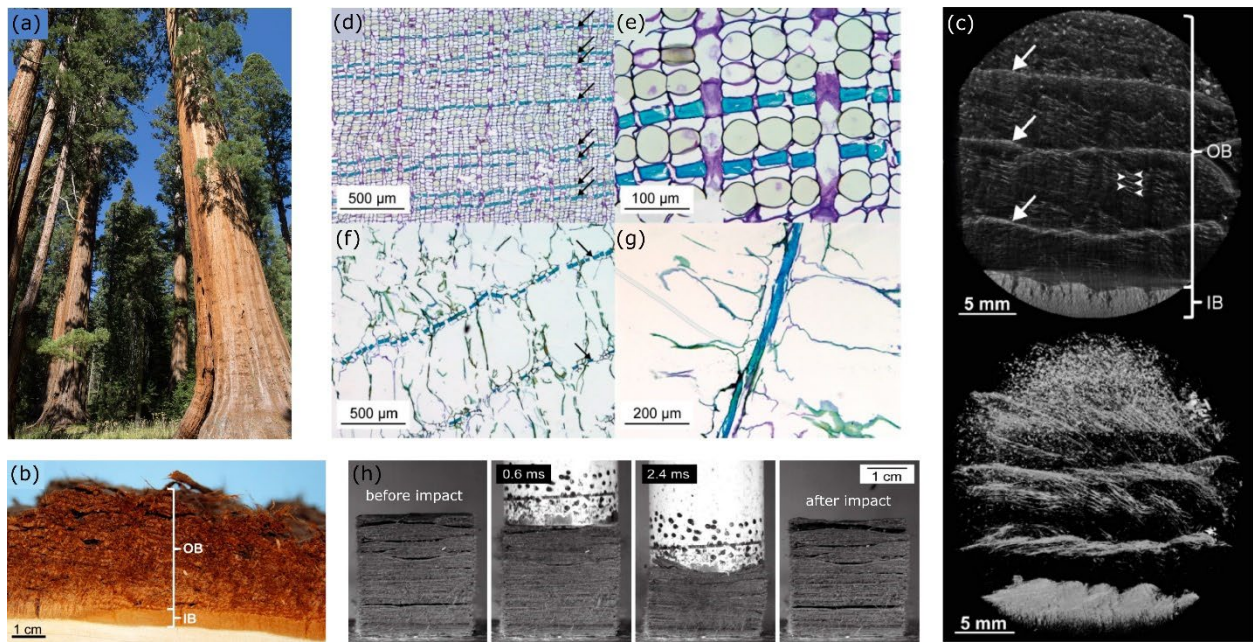 (a)
(b)
OB
IB
1 cm
(c)
OB
IB
5 mm
5 mm
(d)
500 µm
(e)
100 µm
(f)
500 µm
(g)
200 µm
(h)
before impact
0.6 ms
2.4 ms
1 cm
after impact